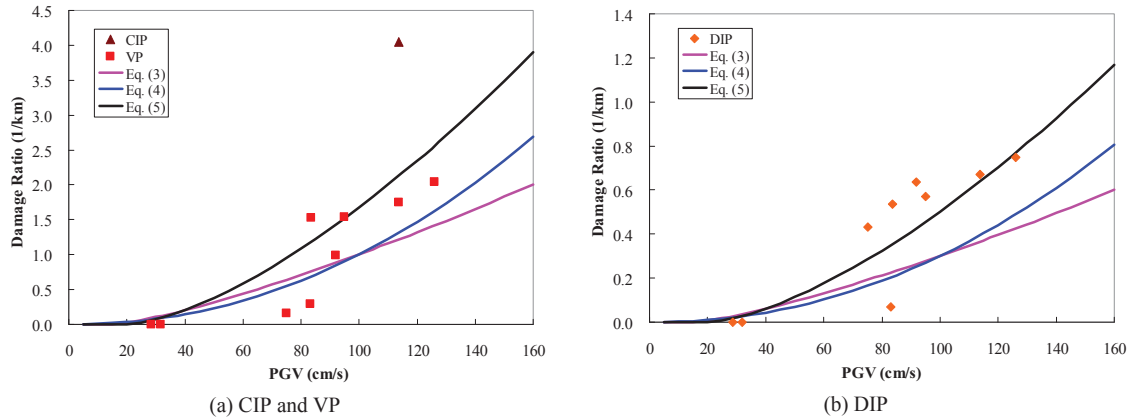 4.5
4.0
3.5
3.0
2.5
2.0
1.5
1.0
0.5
0.0
Damage Ratio (1/km)
CIP
VP
Eq. (3)
Eq. (4)
Eq. (5)
0 20 40 60 80 100 120 140 160
PGV (cm/s)
(a) CIP and VP
1.4
1.2
1.0
0.8
0.6
0.4
0.2
0.0
Damage Ratio (1/km)
DIP
Eq. (3)
Eq. (4)
Eq. (5)
0 20 40 60 80 100 120 140 160
PGV (cm/s)
(b) DIP